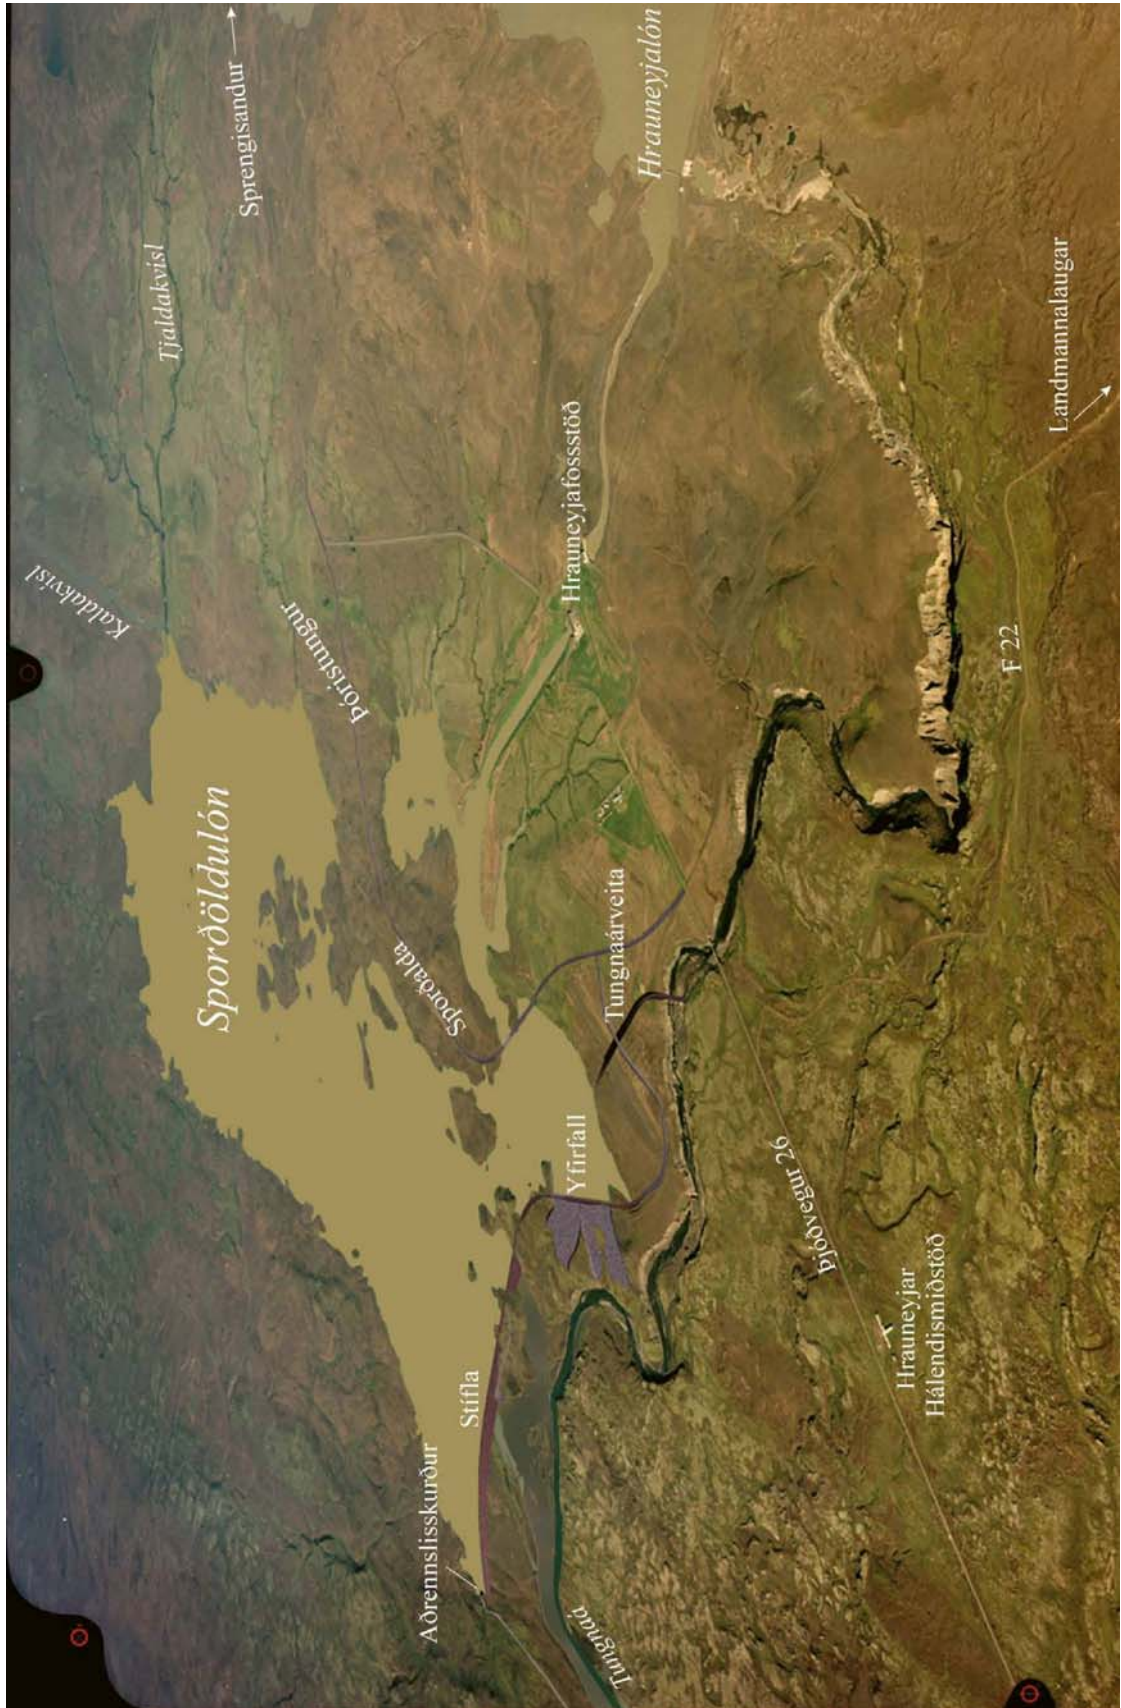 Kaldakvísl
Tjaldakvísl
Sporðöldulón
Sprengisandur
Þóristungur
Aðrennslisskurður
Sporðalda
Stífla
Yfirfall
Hrauneyjafossstöð
Tungnaá
Tungnaárveita
Hrauneyjalón
Þjóðvegur 26
Hrauneyjar
Hálendismiðstöð
F 22
Landmannalaugar